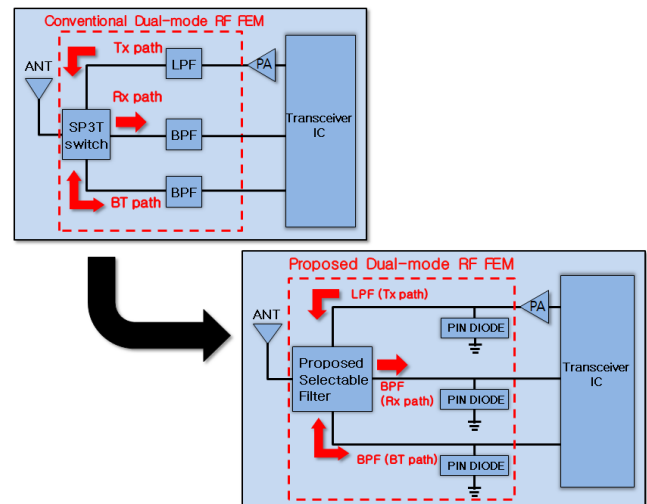 Conventional Dual-mode RF FEM
Tx path
ANT
LPF
PA
Rx path
SP3T
switch
BPF
Transceiver
IC
BPF
BT path
Proposed Dual-mode RF FEM
LPF (Tx path)
ANT
PA
PIN DIODE
Proposed
Selectable
Filter
BPF
(Rx path)
PIN DIODE
Transceiver
IC
BPF (BT path)
PIN DIODE